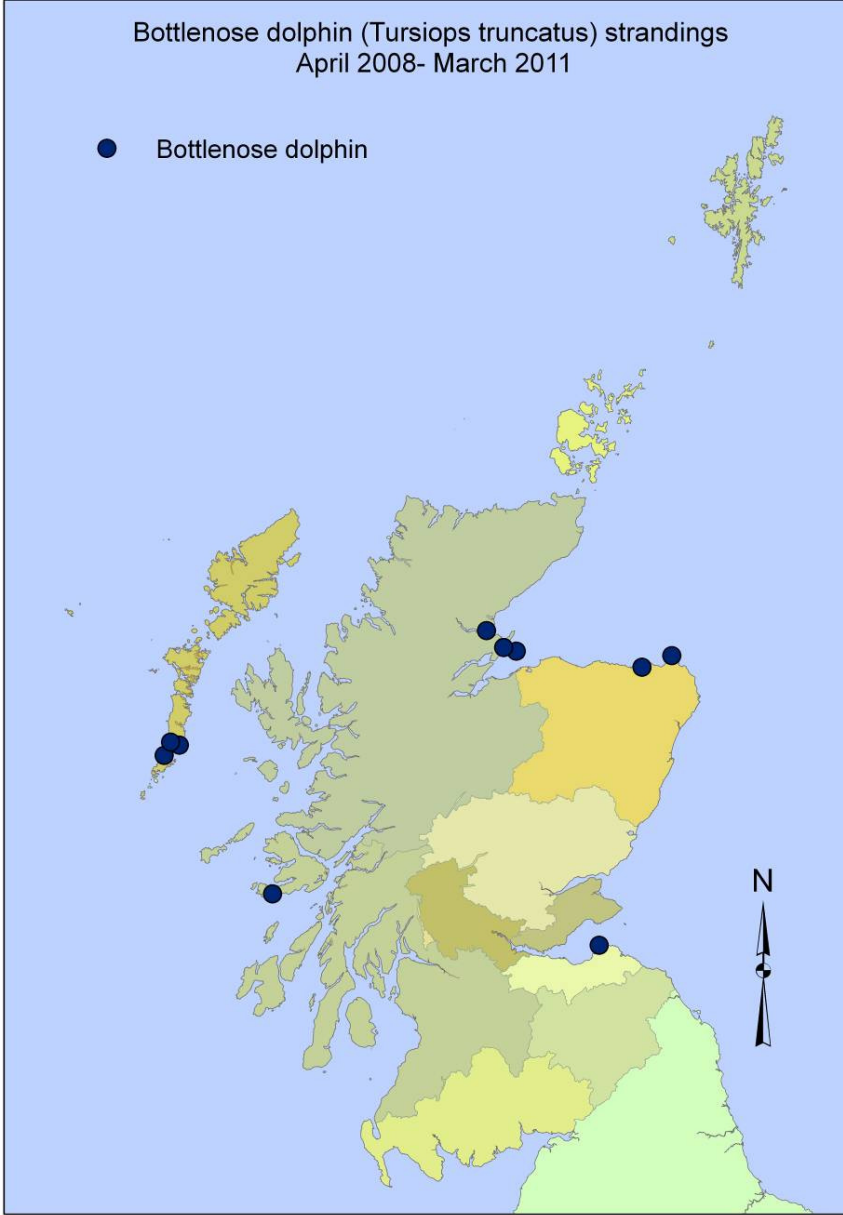 Bottlenose dolphin (Tursiops truncatus) strandings
April 2008- March 2011
Bottlenose dolphin
N